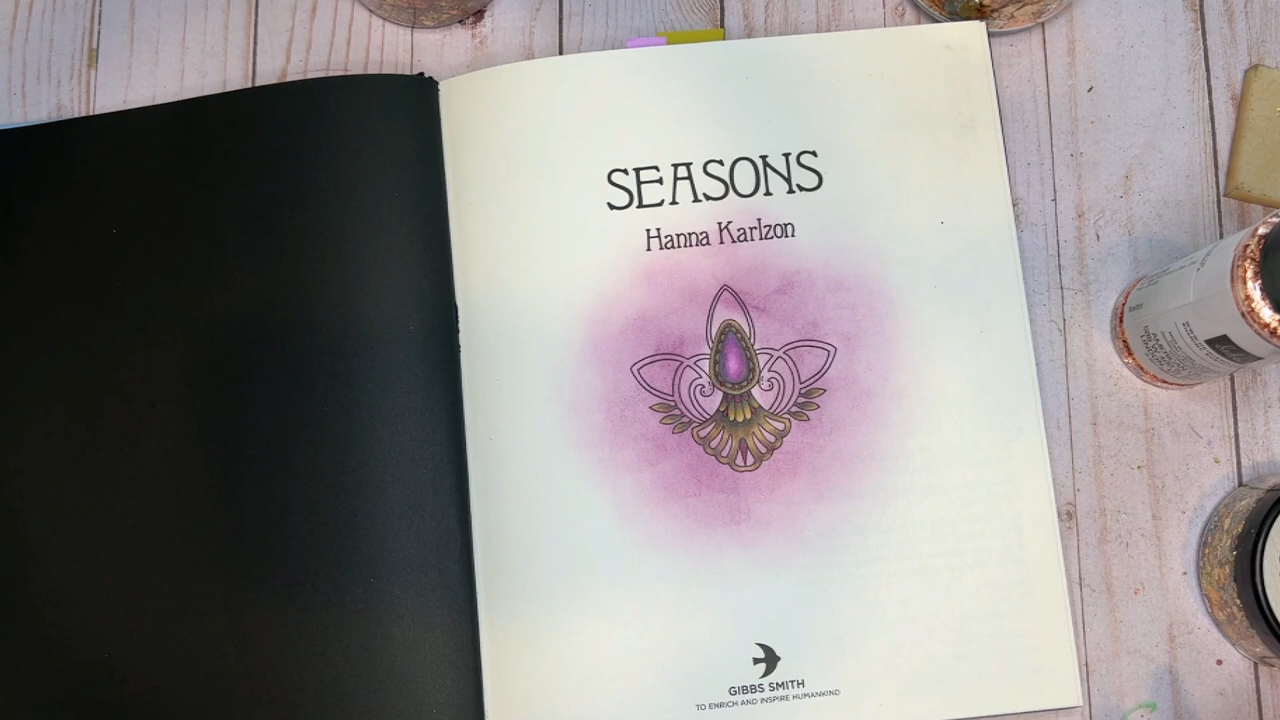 SEASONS
Hanna Karlzon
GIBBS SMITH
TO ENRICH AND INSPIRE HUMANKIND